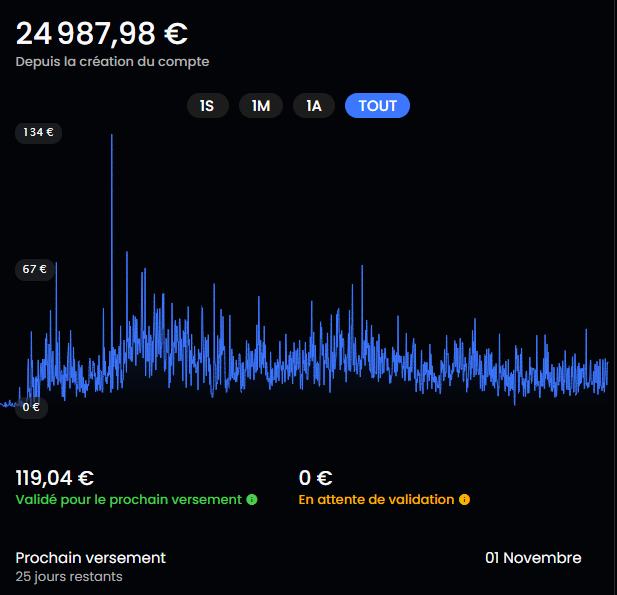 24 987,98 €
Depuis la création du compte
1S 1M 1A TOUT
134 €
67 €
0 €
119,04 € 0 €
Validé pour le prochain versement i En attente de validation i
Prochain versement 01 Novembre
25 jours restants